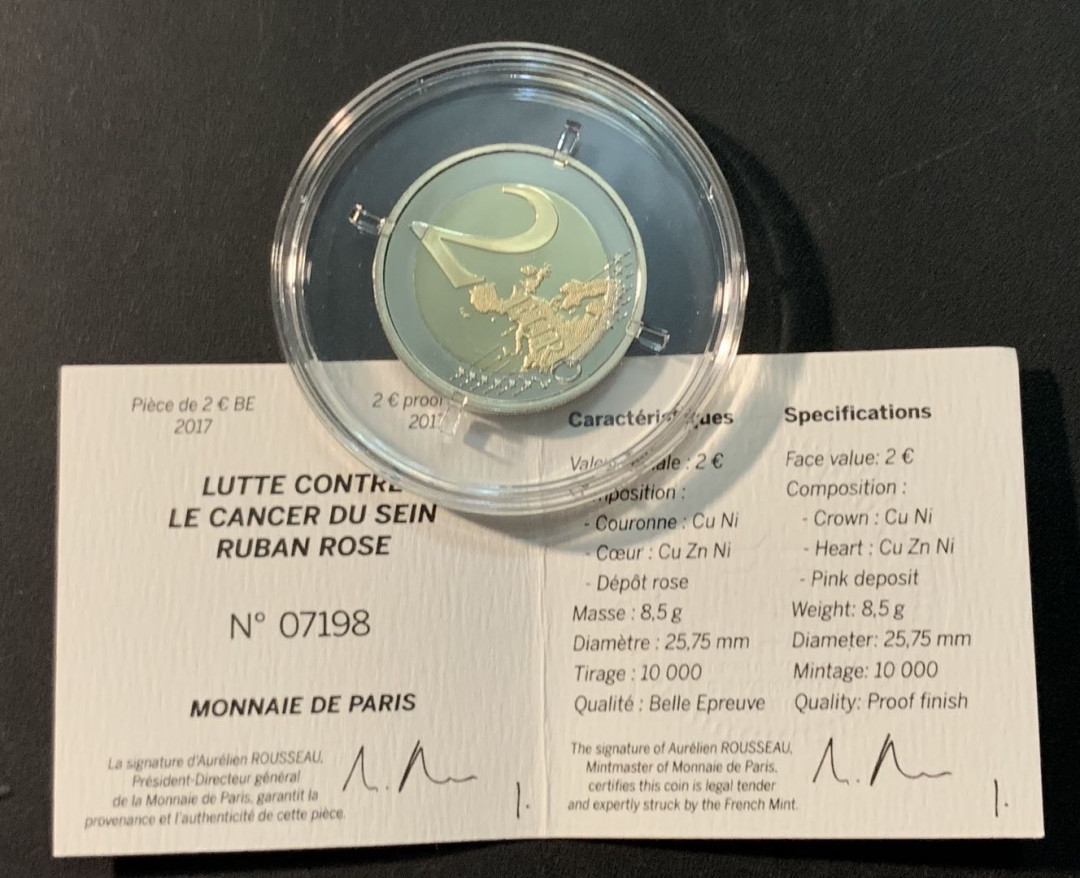 2
Pièce de 2 € BE
2017
2 € proof
LUTTE CONTRE
LE CANCER DU SEIN
RUBAN ROSE
N° 07198
MONNAIE DE PARIS
La signature d'Aurélien ROUSSEAU,
Président-Directeur général
de la Monnaie de Paris, garantit la
provenance et l'authenticité de cette pièce.
Caractéristiques
: 2 €
- Couronne : Cu Ni
- Cœur : Cu Zn Ni
- Dépôt rose
Masse : 8,5 g
Diamètre : 25,75 mm
Tirage : 10 000
Qualité : Belle Epreuve
Specifications
Face value: 2 €
Composition :
- Crown : Cu Ni
- Heart : Cu Zn Ni
- Pink deposit
Weight: 8,5 g
Diameter: 25,75 mm
Mintage: 10 000
Quality: Proof finish
The signature of Aurélien ROUSSEAU,
Mintmaster of Monnaie de Paris,
certifies this coin is legal tender
and expertly struck by the French Mint.